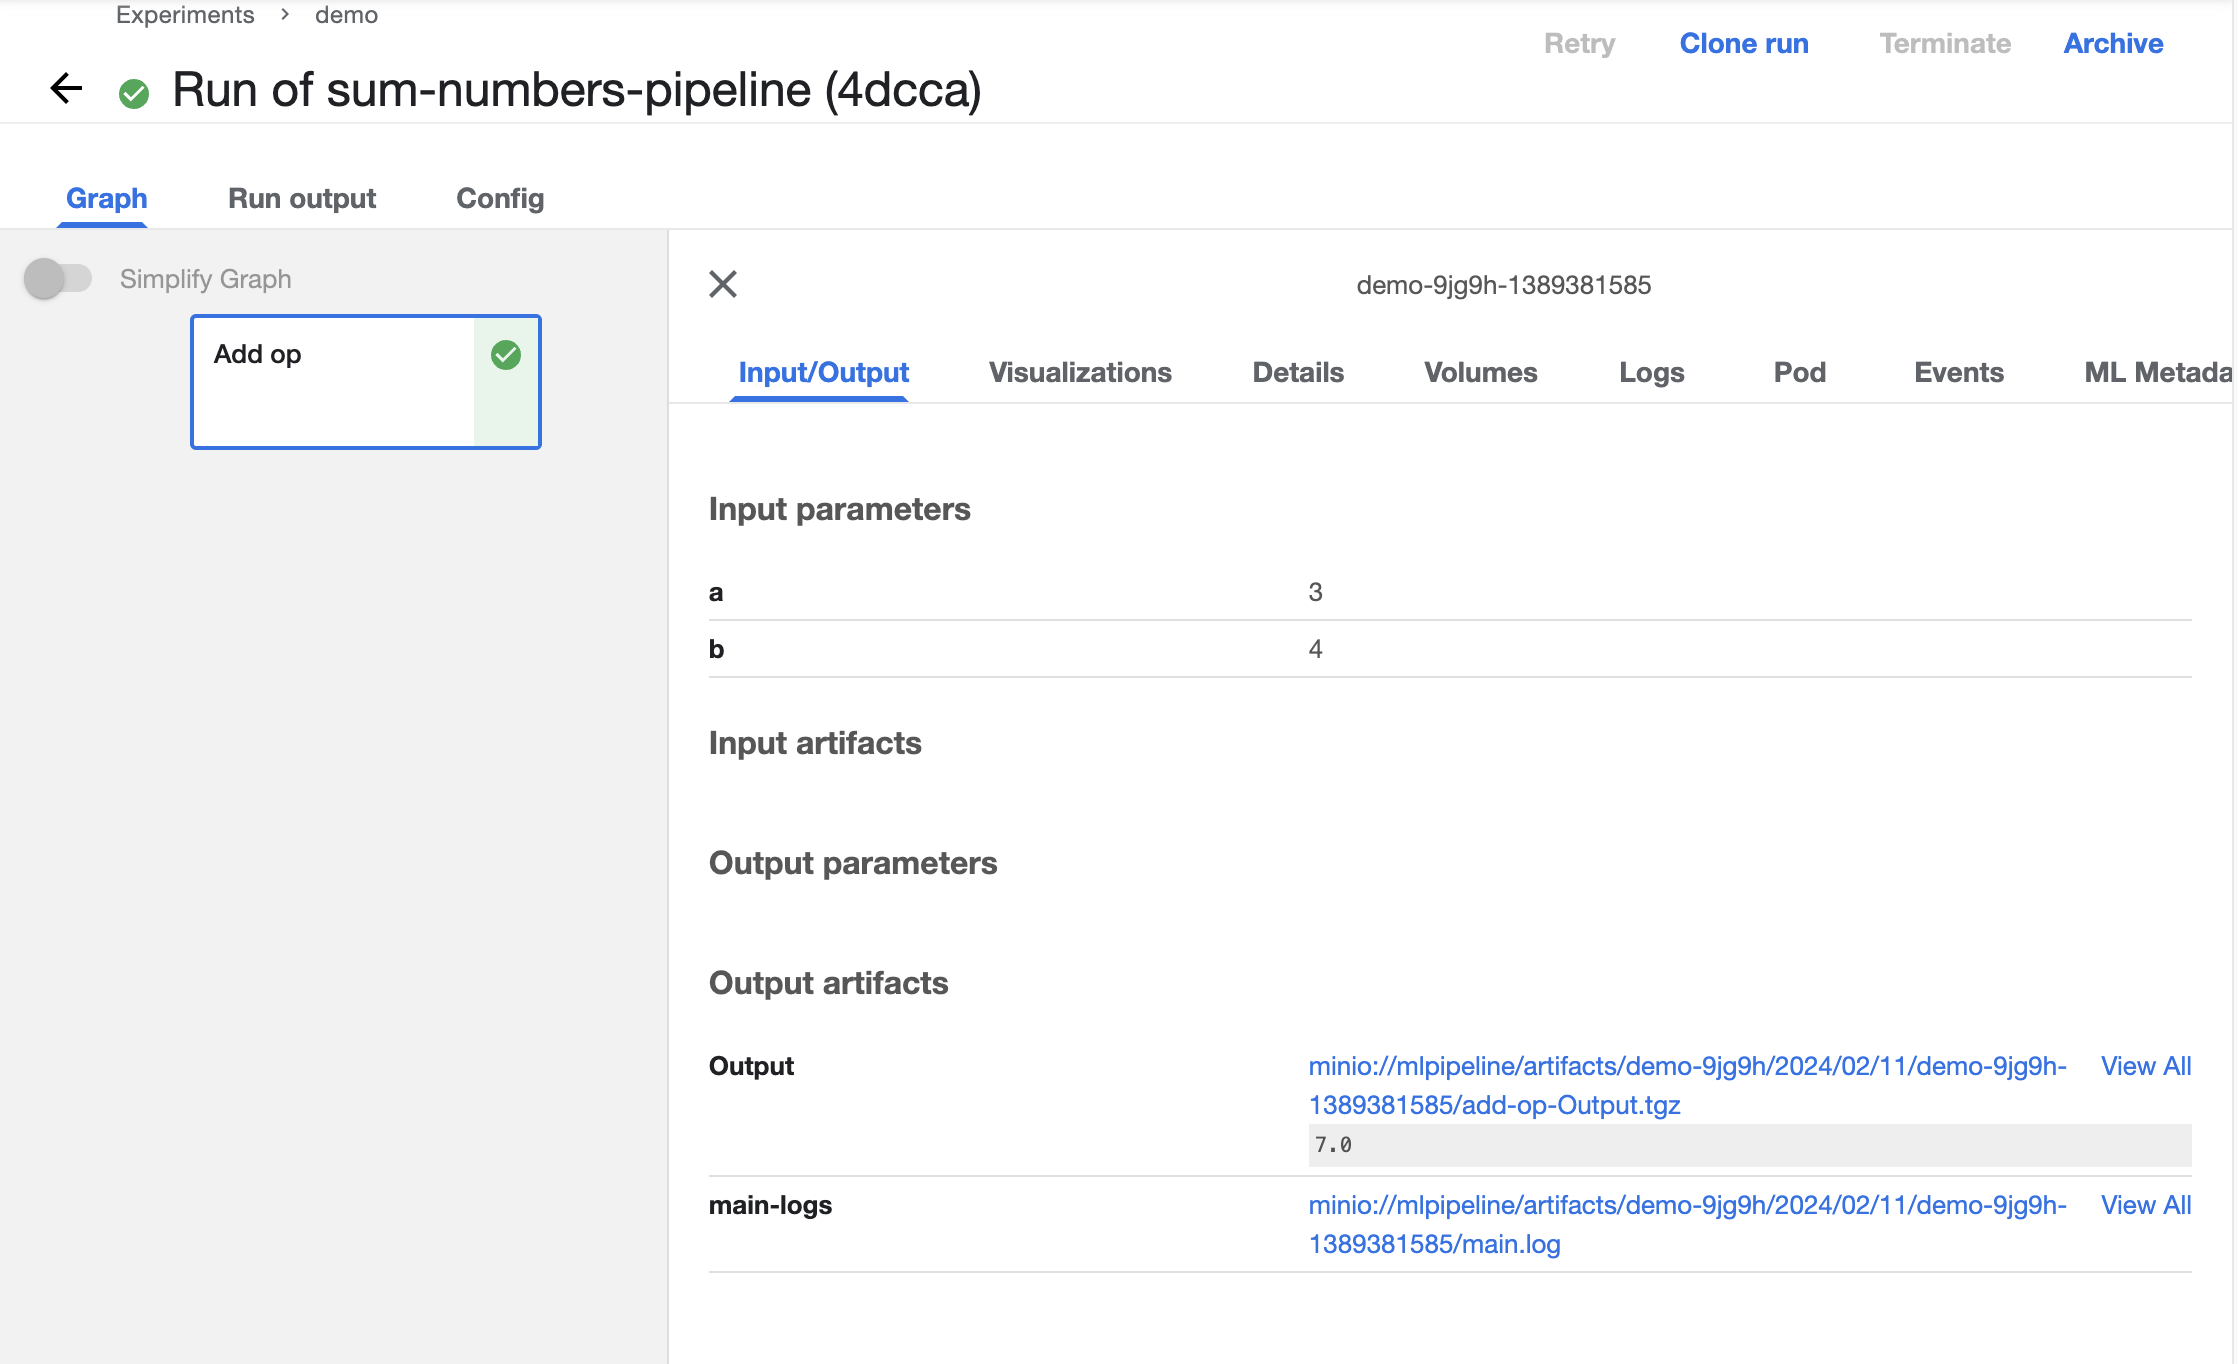 Experiments > demo
Retry Clone run Terminate Archive
Run of sum-numbers-pipeline (4dcca)
Graph Run output Config
Simplify Graph
Add op
demo-9jg9h-1389381585
Input/Output Visualizations Details Volumes Logs Pod Events ML Metada
Input parameters
a 3
b 4
Input artifacts
Output parameters
Output artifacts
Output minio://mlpipeline/artifacts/demo-9jg9h/2024/02/11/demo-9jg9h- View All
1389381585/add-op-Output.tgz
7.0
main-logs minio://mlpipeline/artifacts/demo-9jg9h/2024/02/11/demo-9jg9h- View All
1389381585/main.log